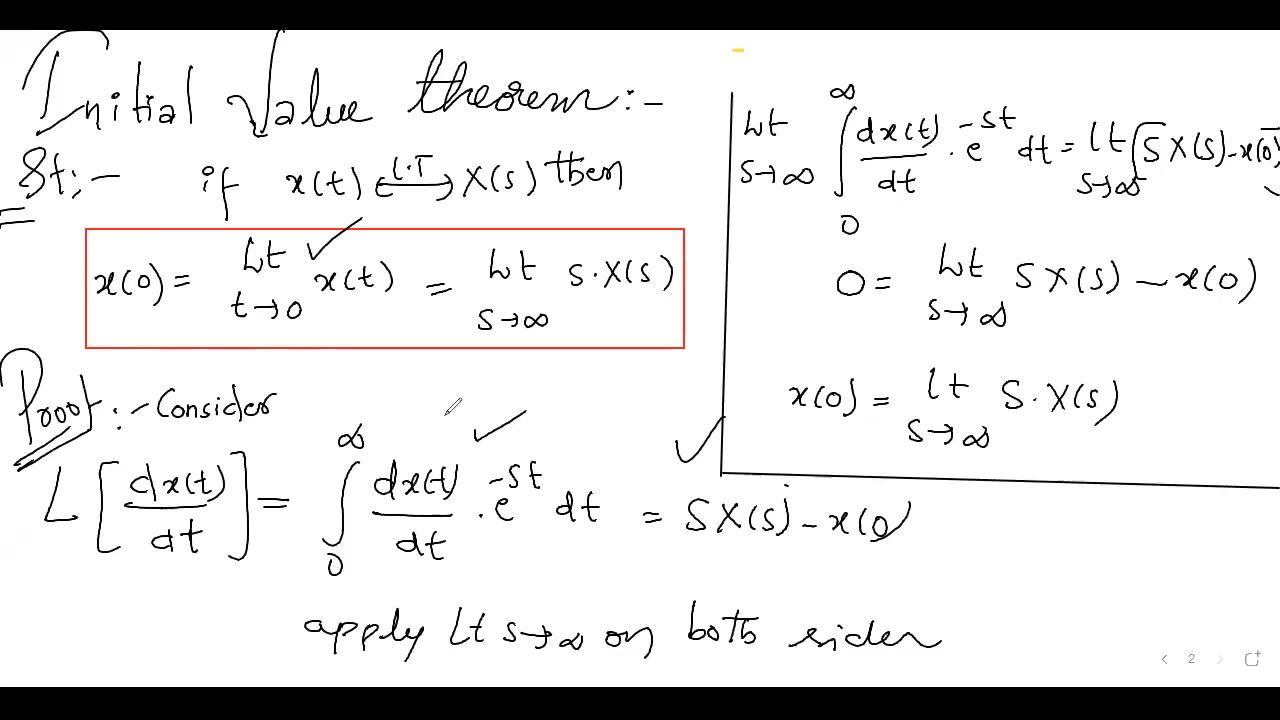 Initial Value theorem:-
St:- if x(t) ←L.T→ X(s) then
x(0) = Lt t→0 x(t) = Lt s→∞ S.X(s)
Proof:- Consider
L[dx(t)/dt] = ∫₀^∞ dx(t)/dt . e^-st dt = SX(s) - x(0)
apply Lt s→∞ on both sides
Lt s→∞ ∫₀^∞ dx(t)/dt . e^-st dt = lt s→∞ [S X(s) - x(0)
0 = Lt s→∞ S X(s) - x(0)
x(0) = lt s→∞ S.X(s)
2